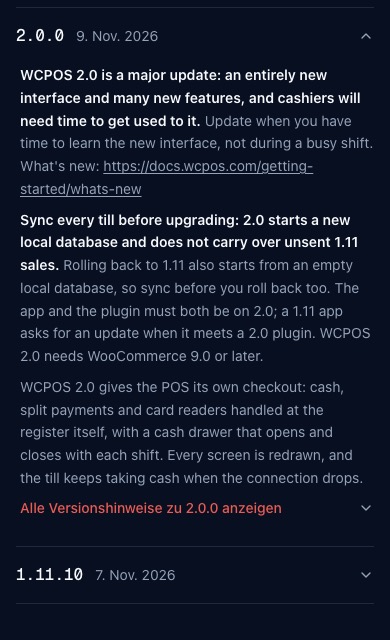 2.0.0 9. Nov. 2026
WCPOS 2.0 is a major update: an entirely new
interface and many new features, and cashiers will
need time to get used to it. Update when you have
time to learn the new interface, not during a busy shift.
What's new: https://docs.wcpos.com/getting-
started/whats-new
Sync every till before upgrading: 2.0 starts a new
local database and does not carry over unsent 1.11
sales. Rolling back to 1.11 also starts from an empty
local database, so sync before you roll back too. The
app and the plugin must both be on 2.0; a 1.11 app
asks for an update when it meets a 2.0 plugin. WCPOS
2.0 needs WooCommerce 9.0 or later.
WCPOS 2.0 gives the POS its own checkout: cash,
split payments and card readers handled at the
register itself, with a cash drawer that opens and
closes with each shift. Every screen is redrawn, and
the till keeps taking cash when the connection drops.
Alle Versionshinweise zu 2.0.0 anzeigen
1.11.10 7. Nov. 2026